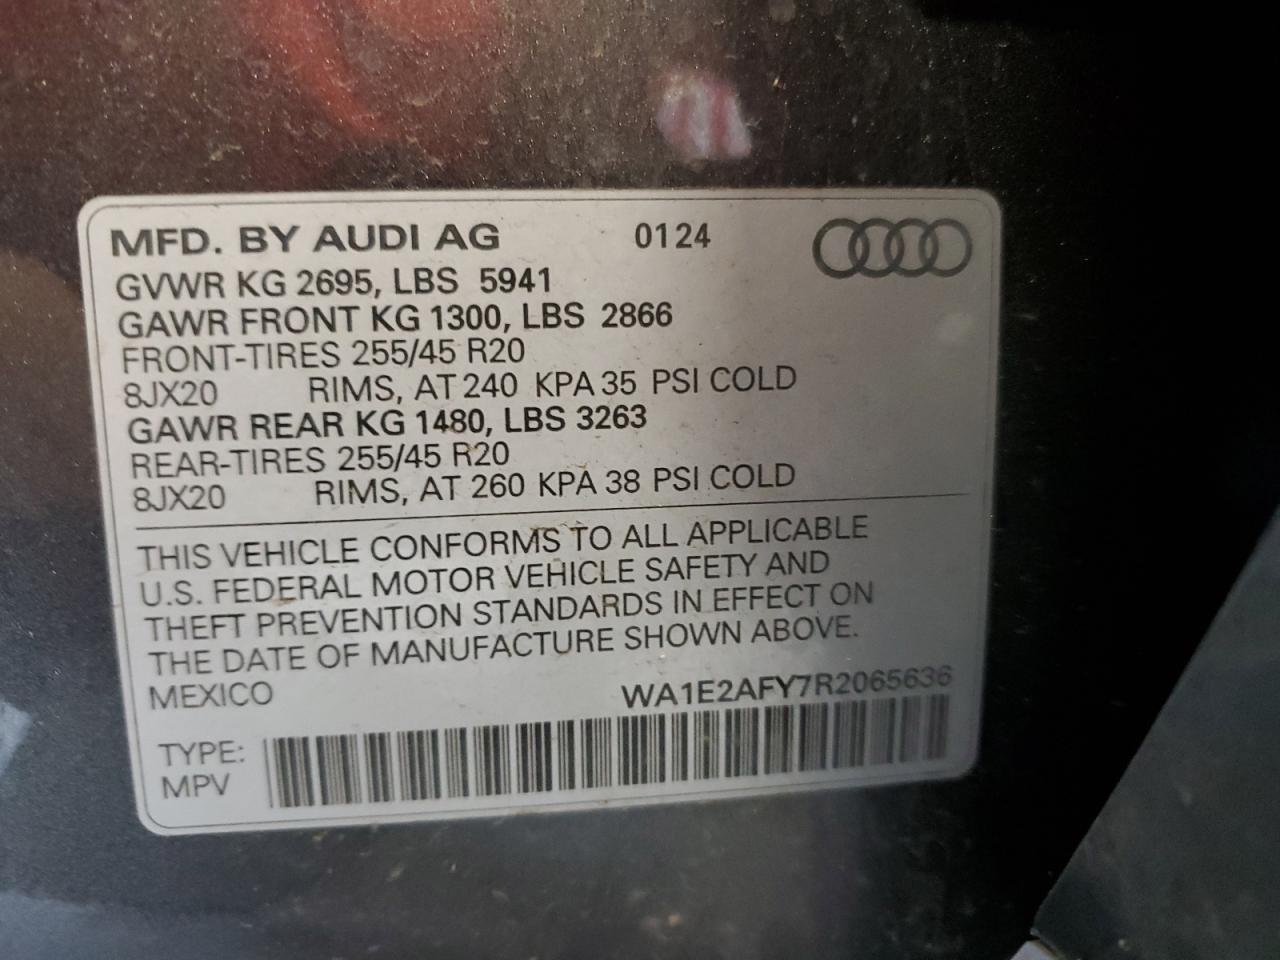 MFD. BY AUDI AG 0124
GVWR KG 2695, LBS 5941
GAWR FRONT KG 1300, LBS 2866
FRONT-TIRES 255/45 R20
8JX20 RIMS, AT 240 KPA 35 PSI COLD
GAWR REAR KG 1480, LBS 3263
REAR-TIRES 255/45 R20
8JX20 RIMS, AT 260 KPA 38 PSI COLD
THIS VEHICLE CONFORMS TO ALL APPLICABLE
U.S. FEDERAL MOTOR VEHICLE SAFETY AND
THEFT PREVENTION STANDARDS IN EFFECT ON
THE DATE OF MANUFACTURE SHOWN ABOVE.
MEXICO WA1E2AFY7R2065636
TYPE:
MPV